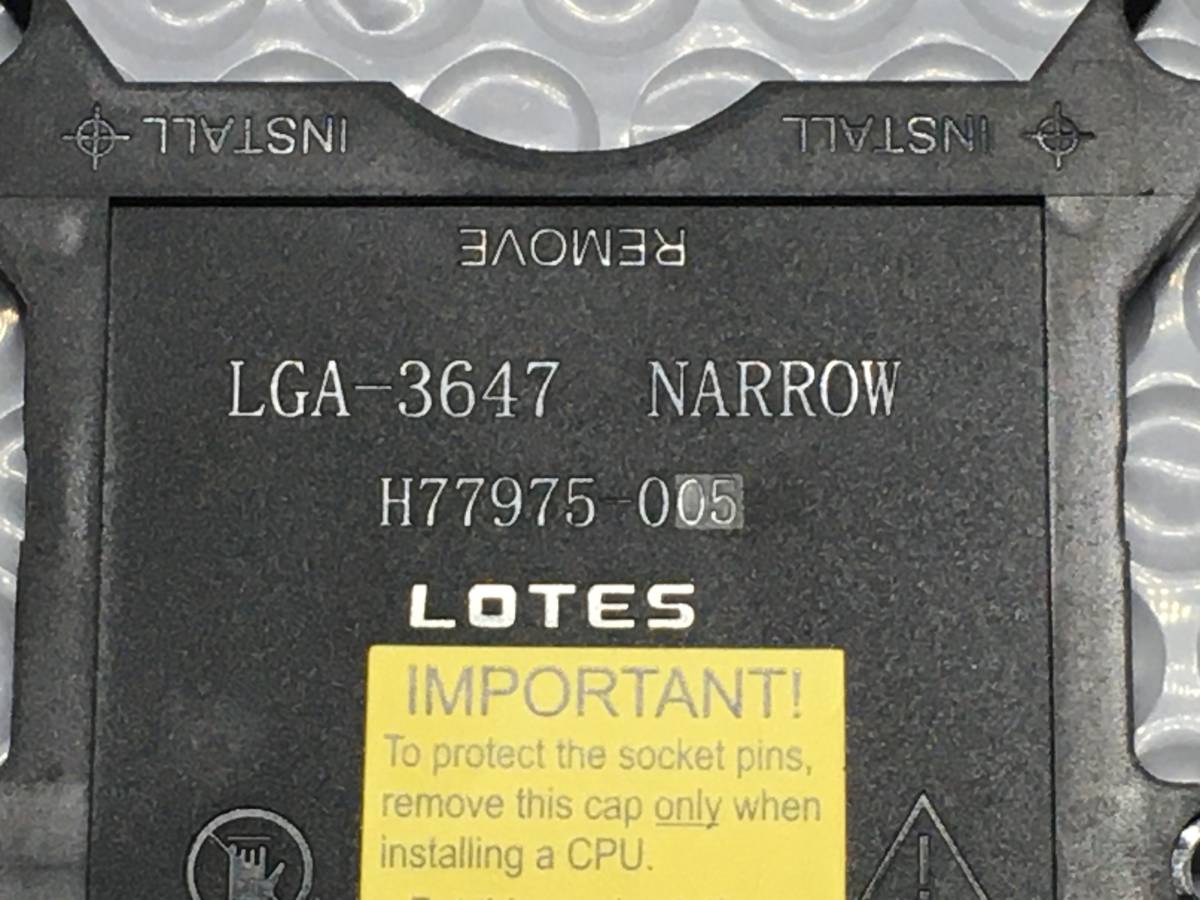 INSTALL INSTALL
REMOVE
LGA-3647 NARROW
H77975-005
LOTES
IMPORTANT!
To protect the socket pins,
remove this cap only when
installing a CPU.